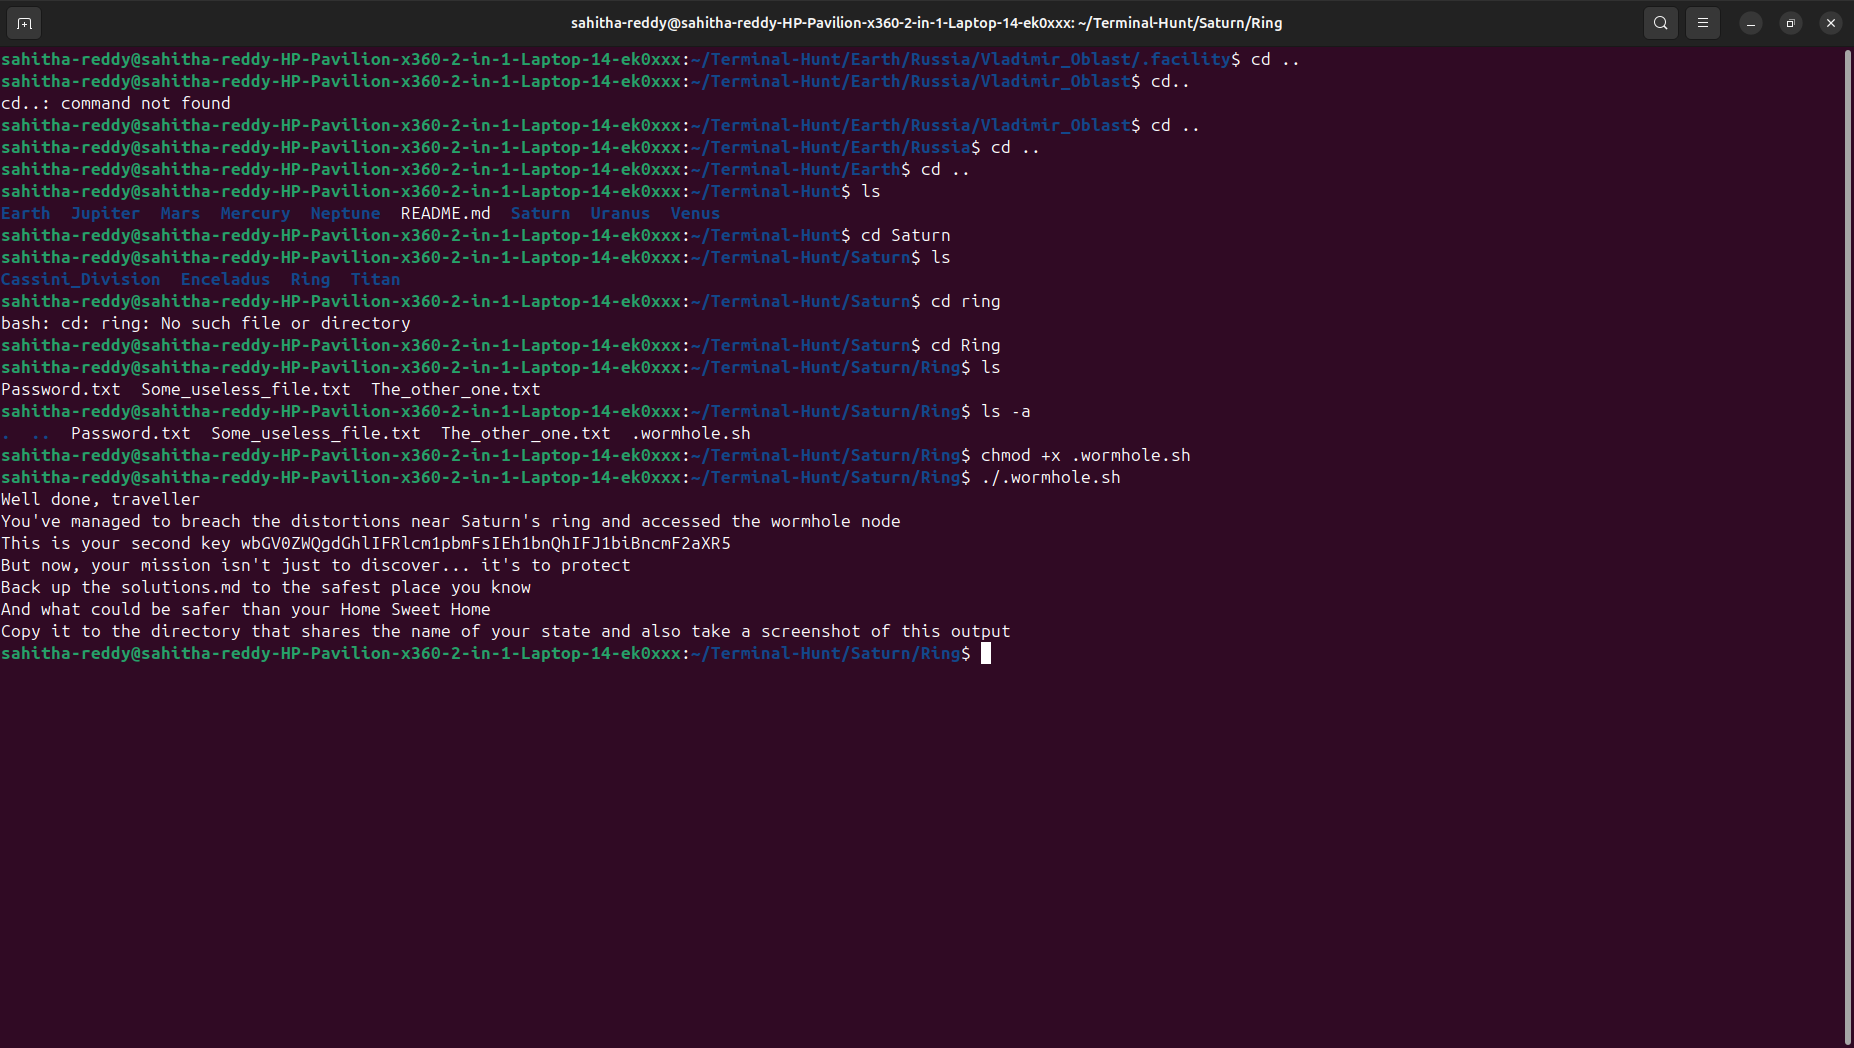 sahitha-reddy@sahitha-reddy-HP-Pavilion-x360-2-in-1-Laptop-14-ek0xxx: ~/Terminal-Hunt/Saturn/Ring
sahitha-reddy@sahitha-reddy-HP-Pavilion-x360-2-in-1-Laptop-14-ek0xxx:~/Terminal-Hunt/Earth/Russia/Vladimir_Oblast/.facility$ cd ..
sahitha-reddy@sahitha-reddy-HP-Pavilion-x360-2-in-1-Laptop-14-ek0xxx:~/Terminal-Hunt/Earth/Russia/Vladimir_Oblast$ cd..
cd..: command not found
sahitha-reddy@sahitha-reddy-HP-Pavilion-x360-2-in-1-Laptop-14-ek0xxx:~/Terminal-Hunt/Earth/Russia/Vladimir_Oblast$ cd ..
sahitha-reddy@sahitha-reddy-HP-Pavilion-x360-2-in-1-Laptop-14-ek0xxx:~/Terminal-Hunt/Earth/Russia$ cd ..
sahitha-reddy@sahitha-reddy-HP-Pavilion-x360-2-in-1-Laptop-14-ek0xxx:~/Terminal-Hunt/Earth$ cd ..
sahitha-reddy@sahitha-reddy-HP-Pavilion-x360-2-in-1-Laptop-14-ek0xxx:~/Terminal-Hunt$ ls
Earth  Jupiter  Mars  Mercury  Neptune  README.md  Saturn  Uranus  Venus
sahitha-reddy@sahitha-reddy-HP-Pavilion-x360-2-in-1-Laptop-14-ek0xxx:~/Terminal-Hunt$ cd Saturn
sahitha-reddy@sahitha-reddy-HP-Pavilion-x360-2-in-1-Laptop-14-ek0xxx:~/Terminal-Hunt/Saturn$ ls
Cassini_Division  Enceladus  Ring  Titan
sahitha-reddy@sahitha-reddy-HP-Pavilion-x360-2-in-1-Laptop-14-ek0xxx:~/Terminal-Hunt/Saturn$ cd ring
bash: cd: ring: No such file or directory
sahitha-reddy@sahitha-reddy-HP-Pavilion-x360-2-in-1-Laptop-14-ek0xxx:~/Terminal-Hunt/Saturn$ cd Ring
sahitha-reddy@sahitha-reddy-HP-Pavilion-x360-2-in-1-Laptop-14-ek0xxx:~/Terminal-Hunt/Saturn/Ring$ ls
Password.txt  Some_useless_file.txt  The_other_one.txt
sahitha-reddy@sahitha-reddy-HP-Pavilion-x360-2-in-1-Laptop-14-ek0xxx:~/Terminal-Hunt/Saturn/Ring$ ls -a
.  ..  Password.txt  Some_useless_file.txt  The_other_one.txt  .wormhole.sh
sahitha-reddy@sahitha-reddy-HP-Pavilion-x360-2-in-1-Laptop-14-ek0xxx:~/Terminal-Hunt/Saturn/Ring$ chmod +x .wormhole.sh
sahitha-reddy@sahitha-reddy-HP-Pavilion-x360-2-in-1-Laptop-14-ek0xxx:~/Terminal-Hunt/Saturn/Ring$ ./.wormhole.sh
Well done, traveller
You've managed to breach the distortions near Saturn's ring and accessed the wormhole node
This is your second key wbGV0ZWQgdGhlIFRlcm1pbmFsIEh1bnQhIFJ1biBncmF2aXR5
But now, your mission isn't just to discover... it's to protect
Back up the solutions.md to the safest place you know
And what could be safer than your Home Sweet Home
Copy it to the directory that shares the name of your state and also take a screenshot of this output
sahitha-reddy@sahitha-reddy-HP-Pavilion-x360-2-in-1-Laptop-14-ek0xxx:~/Terminal-Hunt/Saturn/Ring$